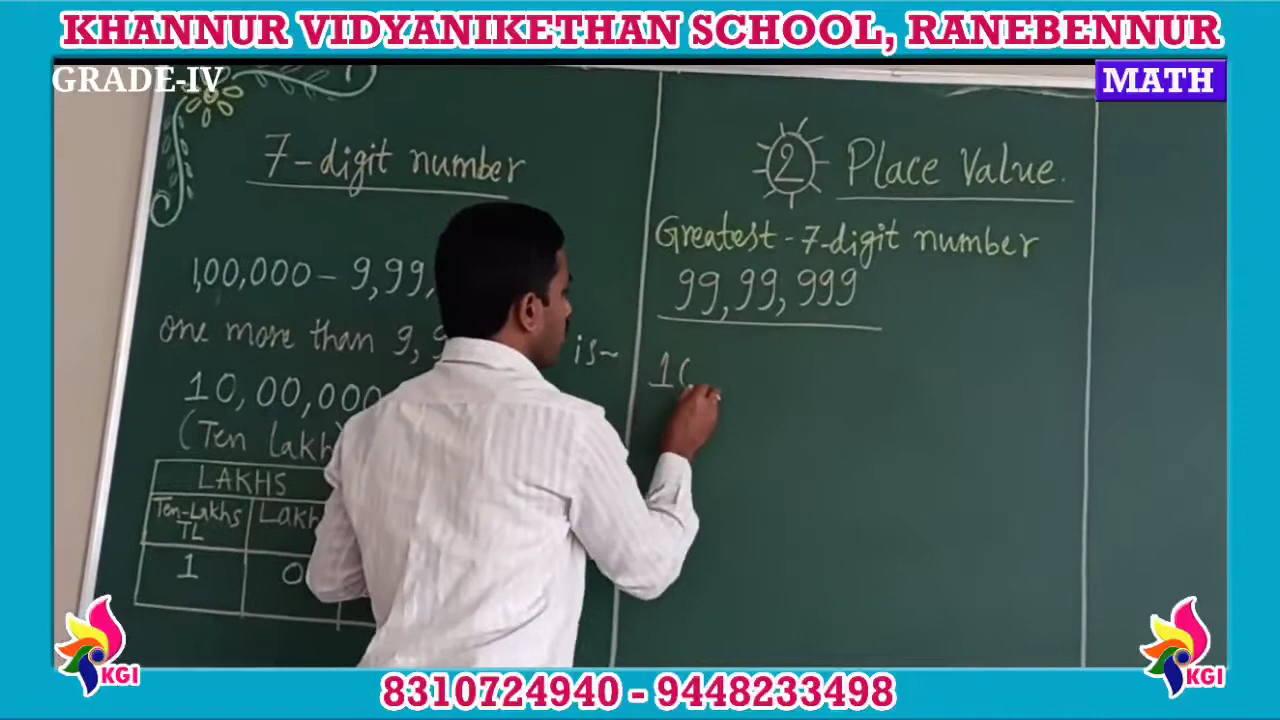 KHANNUR VIDYANIKETHAN SCHOOL, RANEBENNUR
GRADE-IV
MATH
7-digit number
1,00,000 - 9,99,
one more than 9, 9
is-
10,00,000
(Ten lakh
LAKHS
Ten-Lakhs
TL
Lakh
1
0
2 Place Value.
Greatest - 7-digit number
99,99,999
10
KGI
KGI
8310724940 - 9448233498